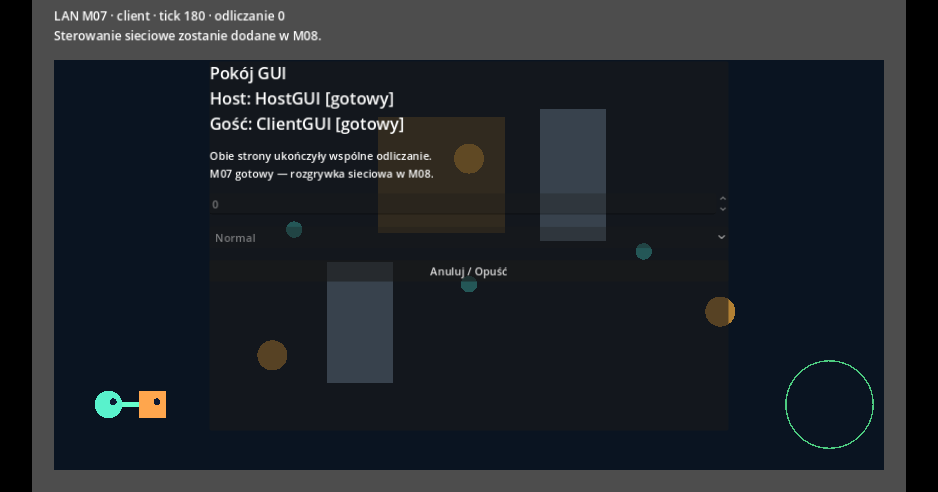 LAN M07 · client · tick 180 · odliczanie 0
Sterowanie sieciowe zostanie dodane w M08.
Pokój GUI
Host: HostGUI [gotowy]
Gość: ClientGUI [gotowy]
Obie strony ukończyły wspólne odliczanie.
M07 gotowy — rozgrywka sieciowa w M08.
0
Normal
Anuluj / Opuść